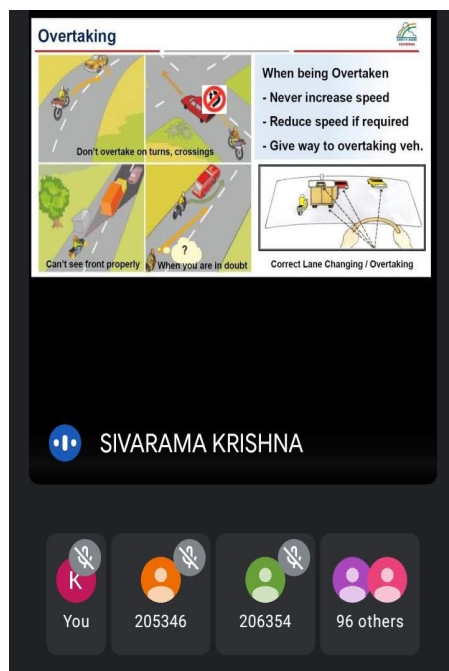 Overtaking
Don't overtake on turns, crossings
Can't see front properly
?
When you are in doubt
When being Overtaken
- Never increase speed
- Reduce speed if required
- Give way to overtaking veh.
Correct Lane Changing / Overtaking
SIVARAMA KRISHNA
K
You
205346
206354
96 others